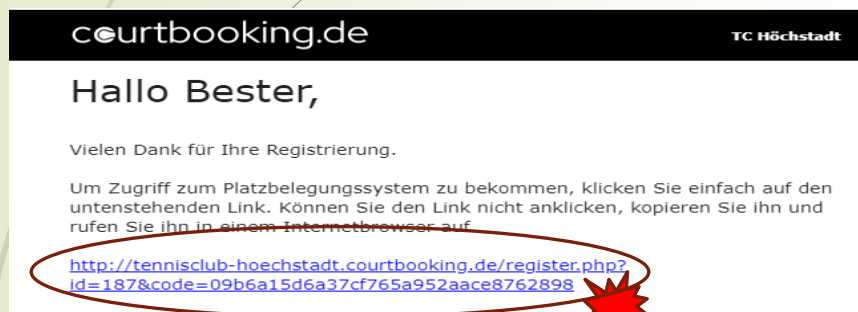 courtbooking.de
TC Höchstadt
Hallo Bester,
Vielen Dank für Ihre Registrierung.
Um Zugriff zum Platzbelegungssystem zu bekommen, klicken Sie einfach auf den
untenstehenden Link. Können Sie den Link nicht anklicken, kopieren Sie ihn und
rufen Sie ihn in einem Internetbrowser auf
http://tennisclub-hoechstadt.courtbooking.de/register.php?
id=187&code=09b6a15d6a37cf765a952aace8762898